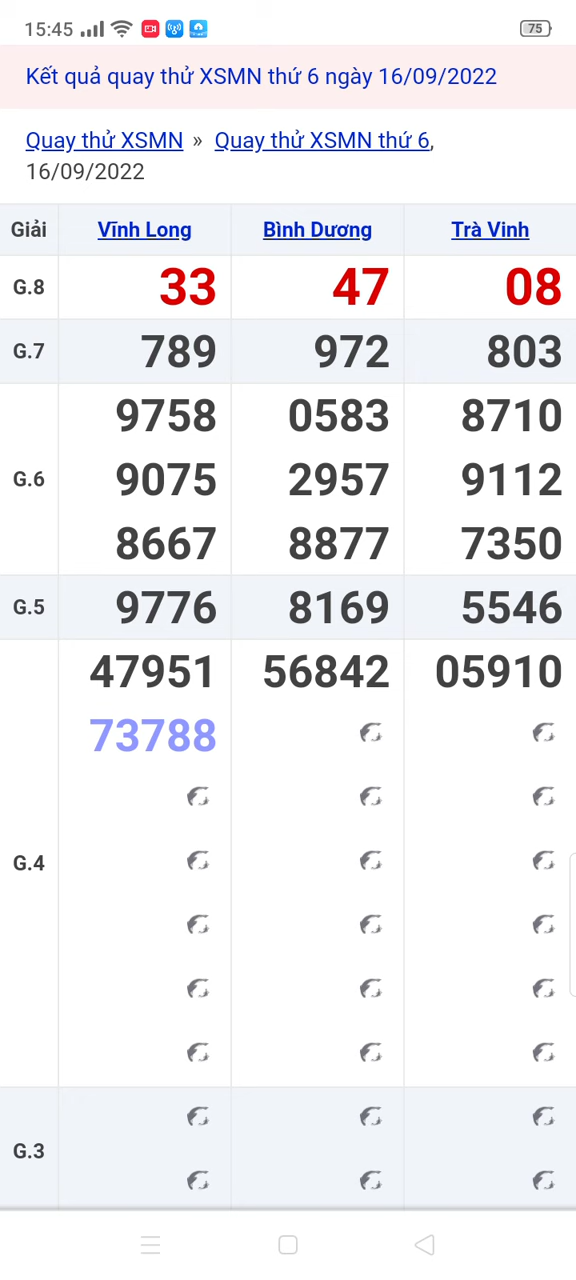 15:45
75
Kết quả quay thử XSMN thứ 6 ngày 16/09/2022
Quay thử XSMN » Quay thử XSMN thứ 6,
16/09/2022
Giải Vĩnh Long Bình Dương Trà Vinh
G.8 33 47 08
G.7 789 972 803
9758 0583 8710
G.6 9075 2957 9112
8667 8877 7350
G.5 9776 8169 5546
47951 56842 05910
73788
G.4
G.3